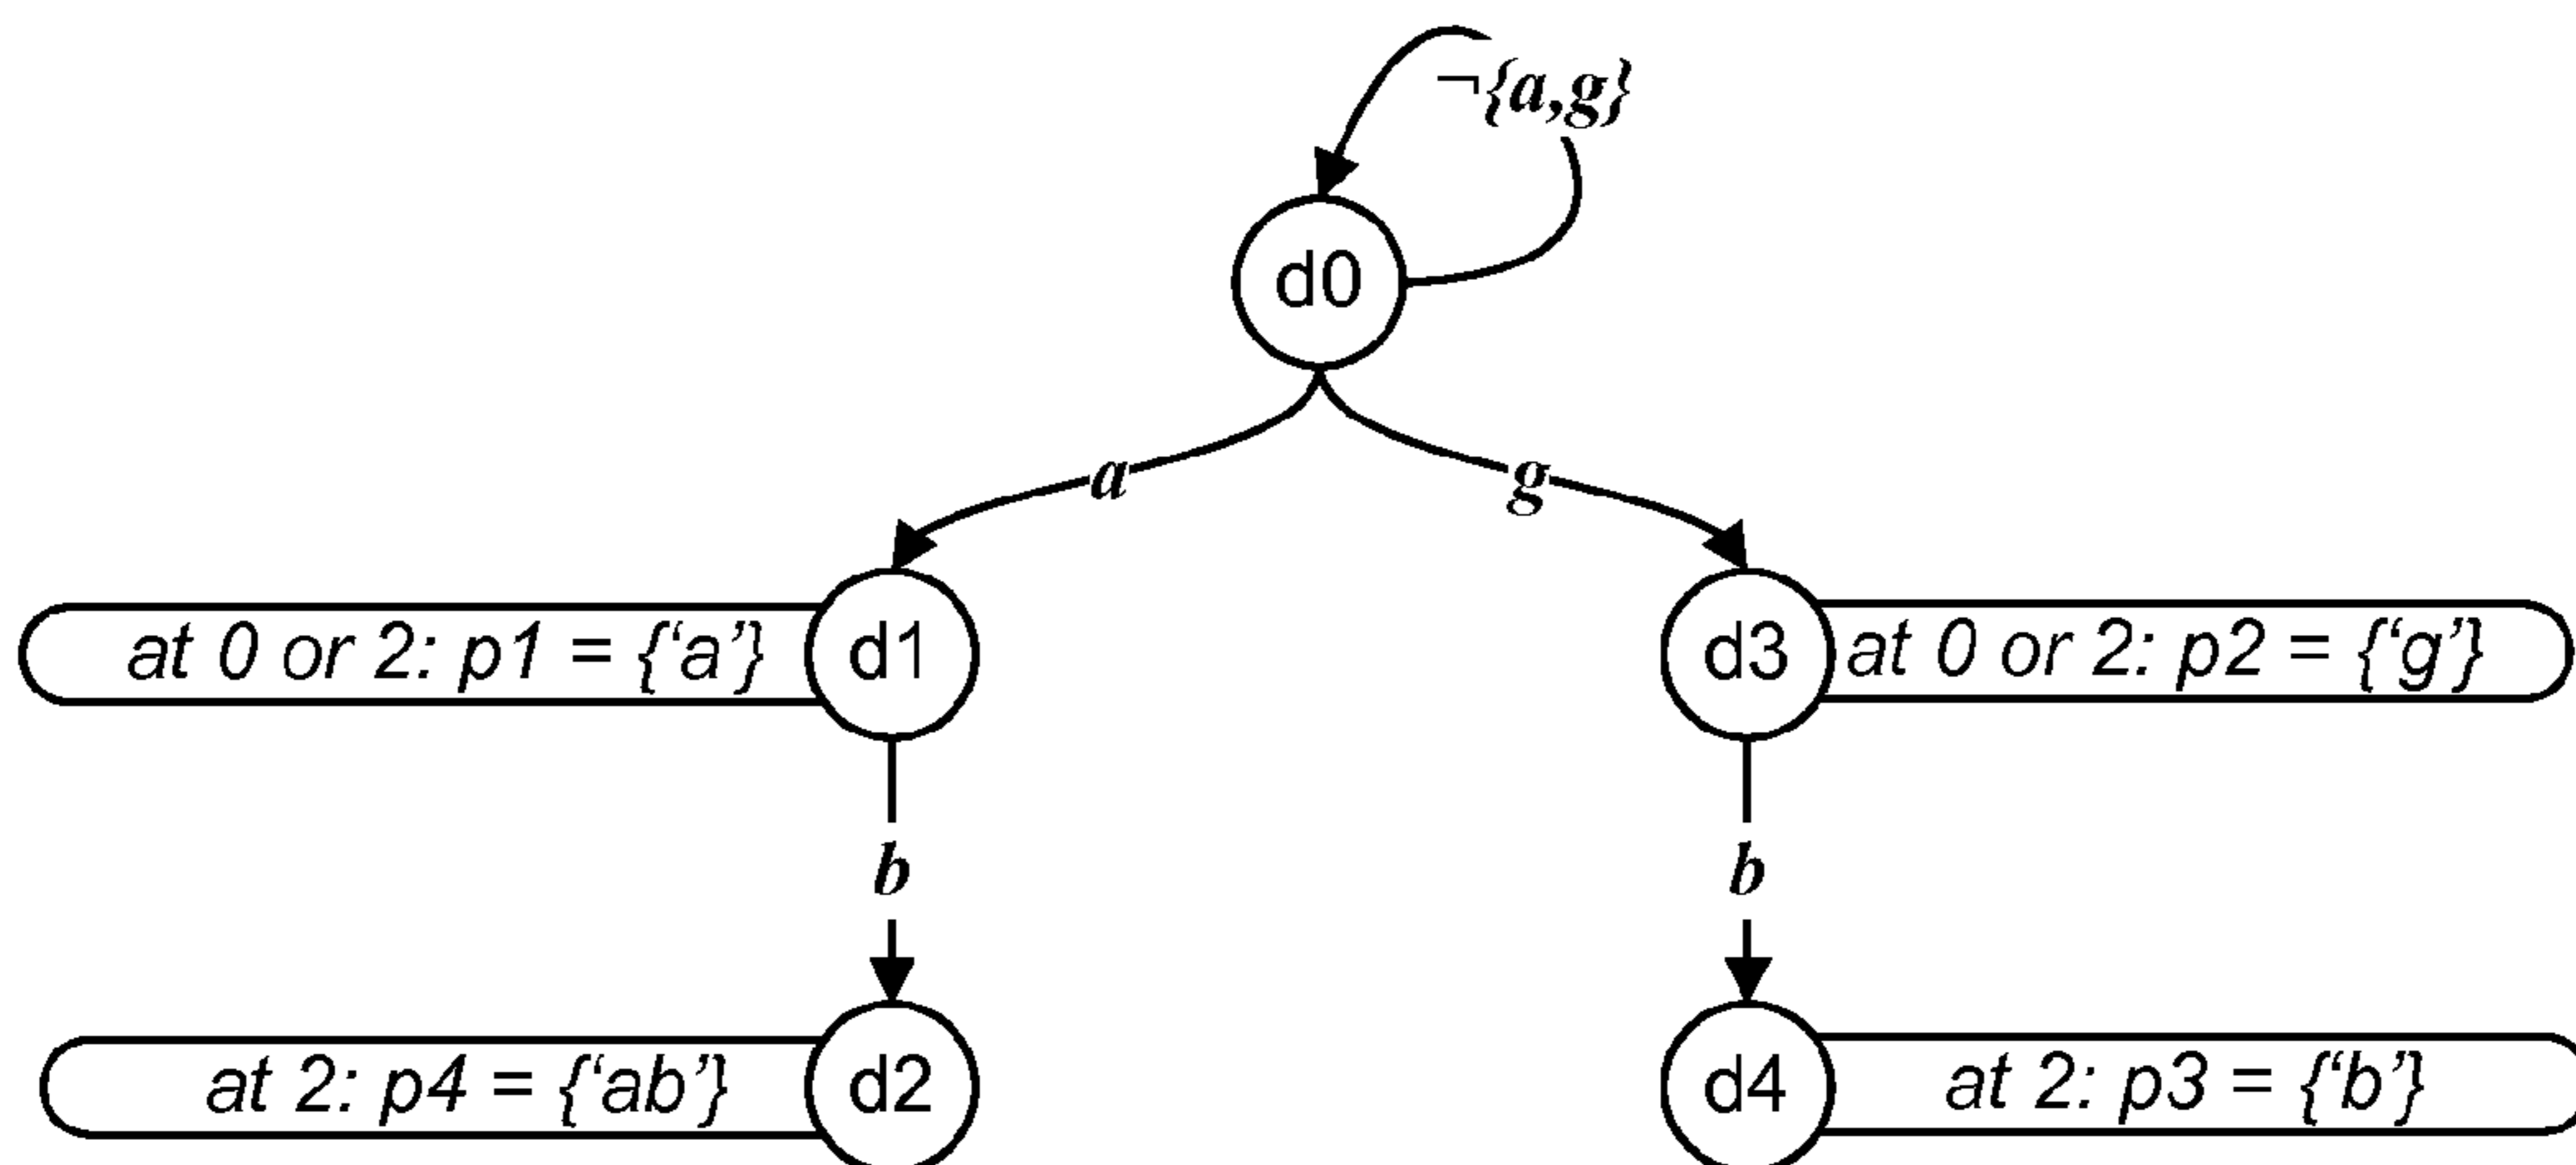 ¬{a,g}
d0
a
g
at 0 or 2: p1 = {‘a’}
d1
d3
at 0 or 2: p2 = {‘g’}
b
b
at 2: p4 = {‘ab’}
d2
d4
at 2: p3 = {‘b’}